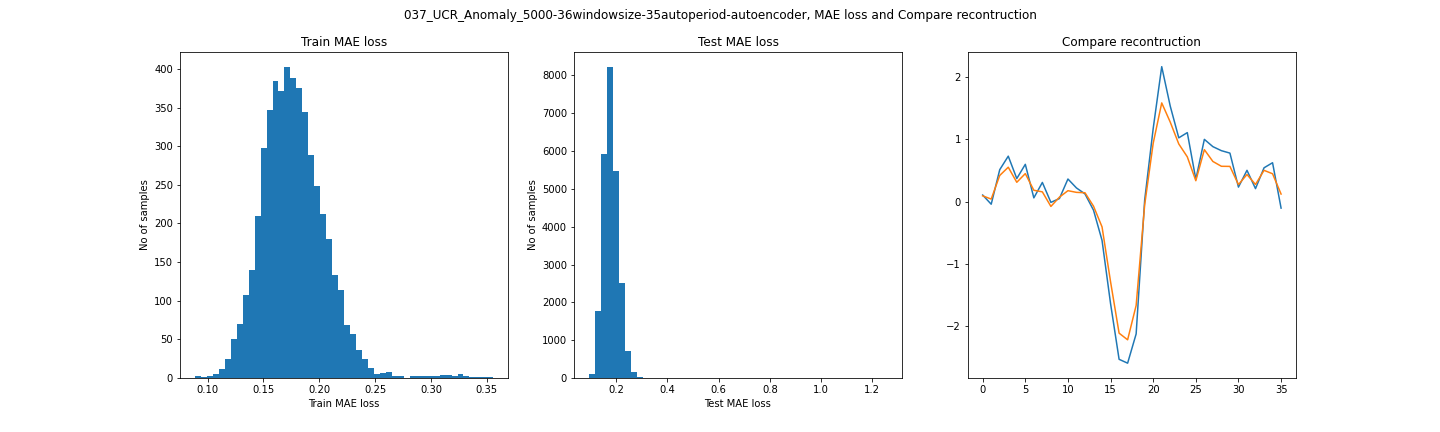 037_UCR_Anomaly_5000-36windowsize-35autoperiod-autoencoder, MAE loss and Compare recontruction
Train MAE loss
No of samples
400
350
300
250
200
150
100
50
0
0.10 0.15 0.20 0.25 0.30 0.35
Train MAE loss
Test MAE loss
No of samples
8000
7000
6000
5000
4000
3000
2000
1000
0
0.2 0.4 0.6 0.8 1.0 1.2
Test MAE loss
Compare recontruction
2
1
0
−1
−2
0 5 10 15 20 25 30 35